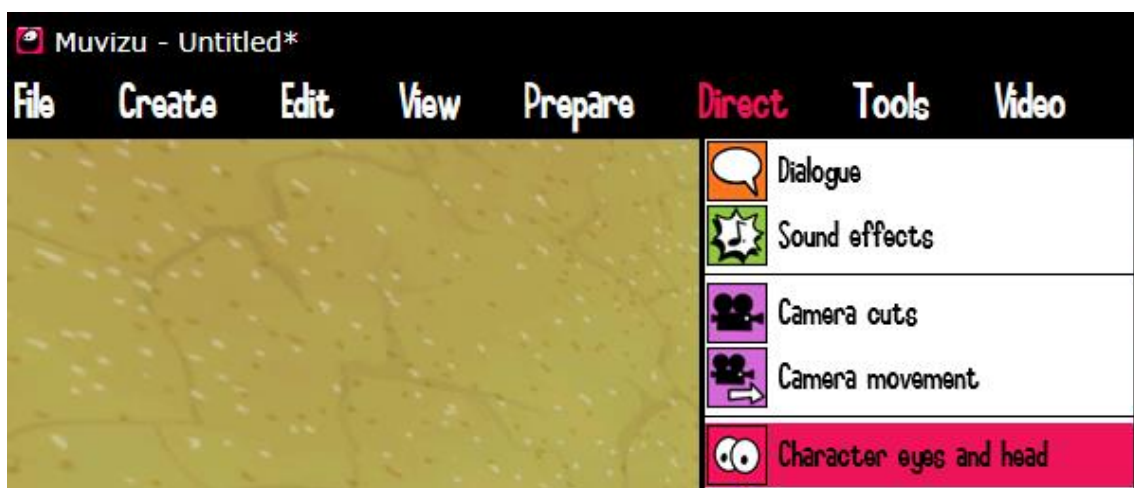 Muvizu - Untitled*
File Create Edit View Prepare Direct Tools Video
Dialogue
Sound effects
Camera cuts
Camera movement
Character eyes and head